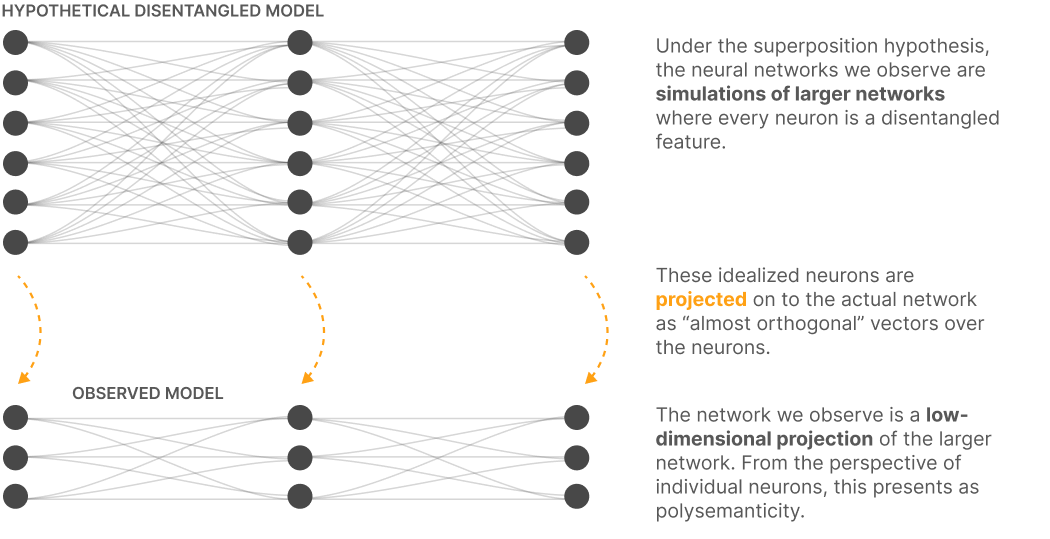 HYPOTHETICAL DISENTANGLED MODEL
Under the superposition hypothesis,
the neural networks we observe are
simulations of larger networks
where every neuron is a disentangled
feature.
These idealized neurons are
projected on to the actual network
as “almost orthogonal” vectors over
the neurons.
OBSERVED MODEL
The network we observe is a low-
dimensional projection of the larger
network. From the perspective of
individual neurons, this presents as
polysemanticity.